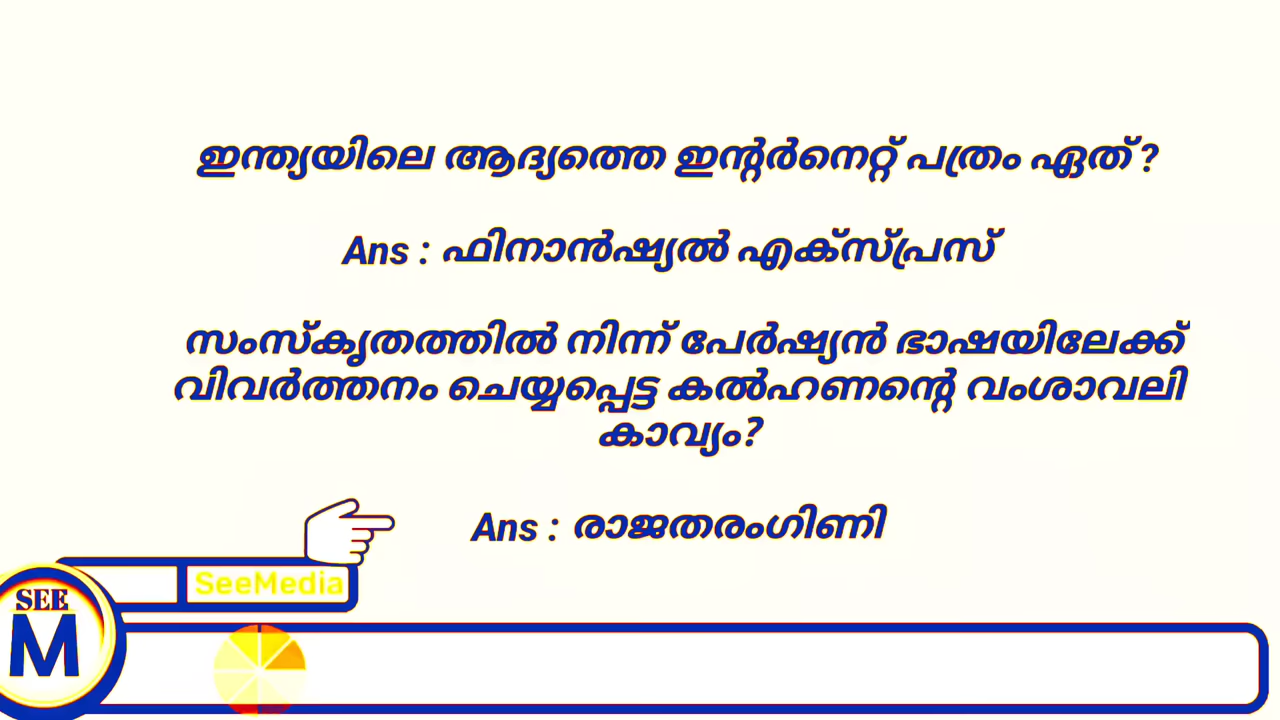 ഇന്ത്യയിലെ ആദ്യത്തെ ഇന്റർനെറ്റ് പത്രം ഏത് ?
Ans : ഫിനാൻഷ്യൽ എക്സ്പ്രസ്
സംസ്കൃതത്തിൽ നിന്ന് പേർഷ്യൻ ഭാഷയിലേക്ക്
വിവർത്തനം ചെയ്യപ്പെട്ട കൽഹണന്റെ വംശാവലി
കാവ്യം?
Ans : രാജതരംഗിണി
SeeMedia
SEE
M